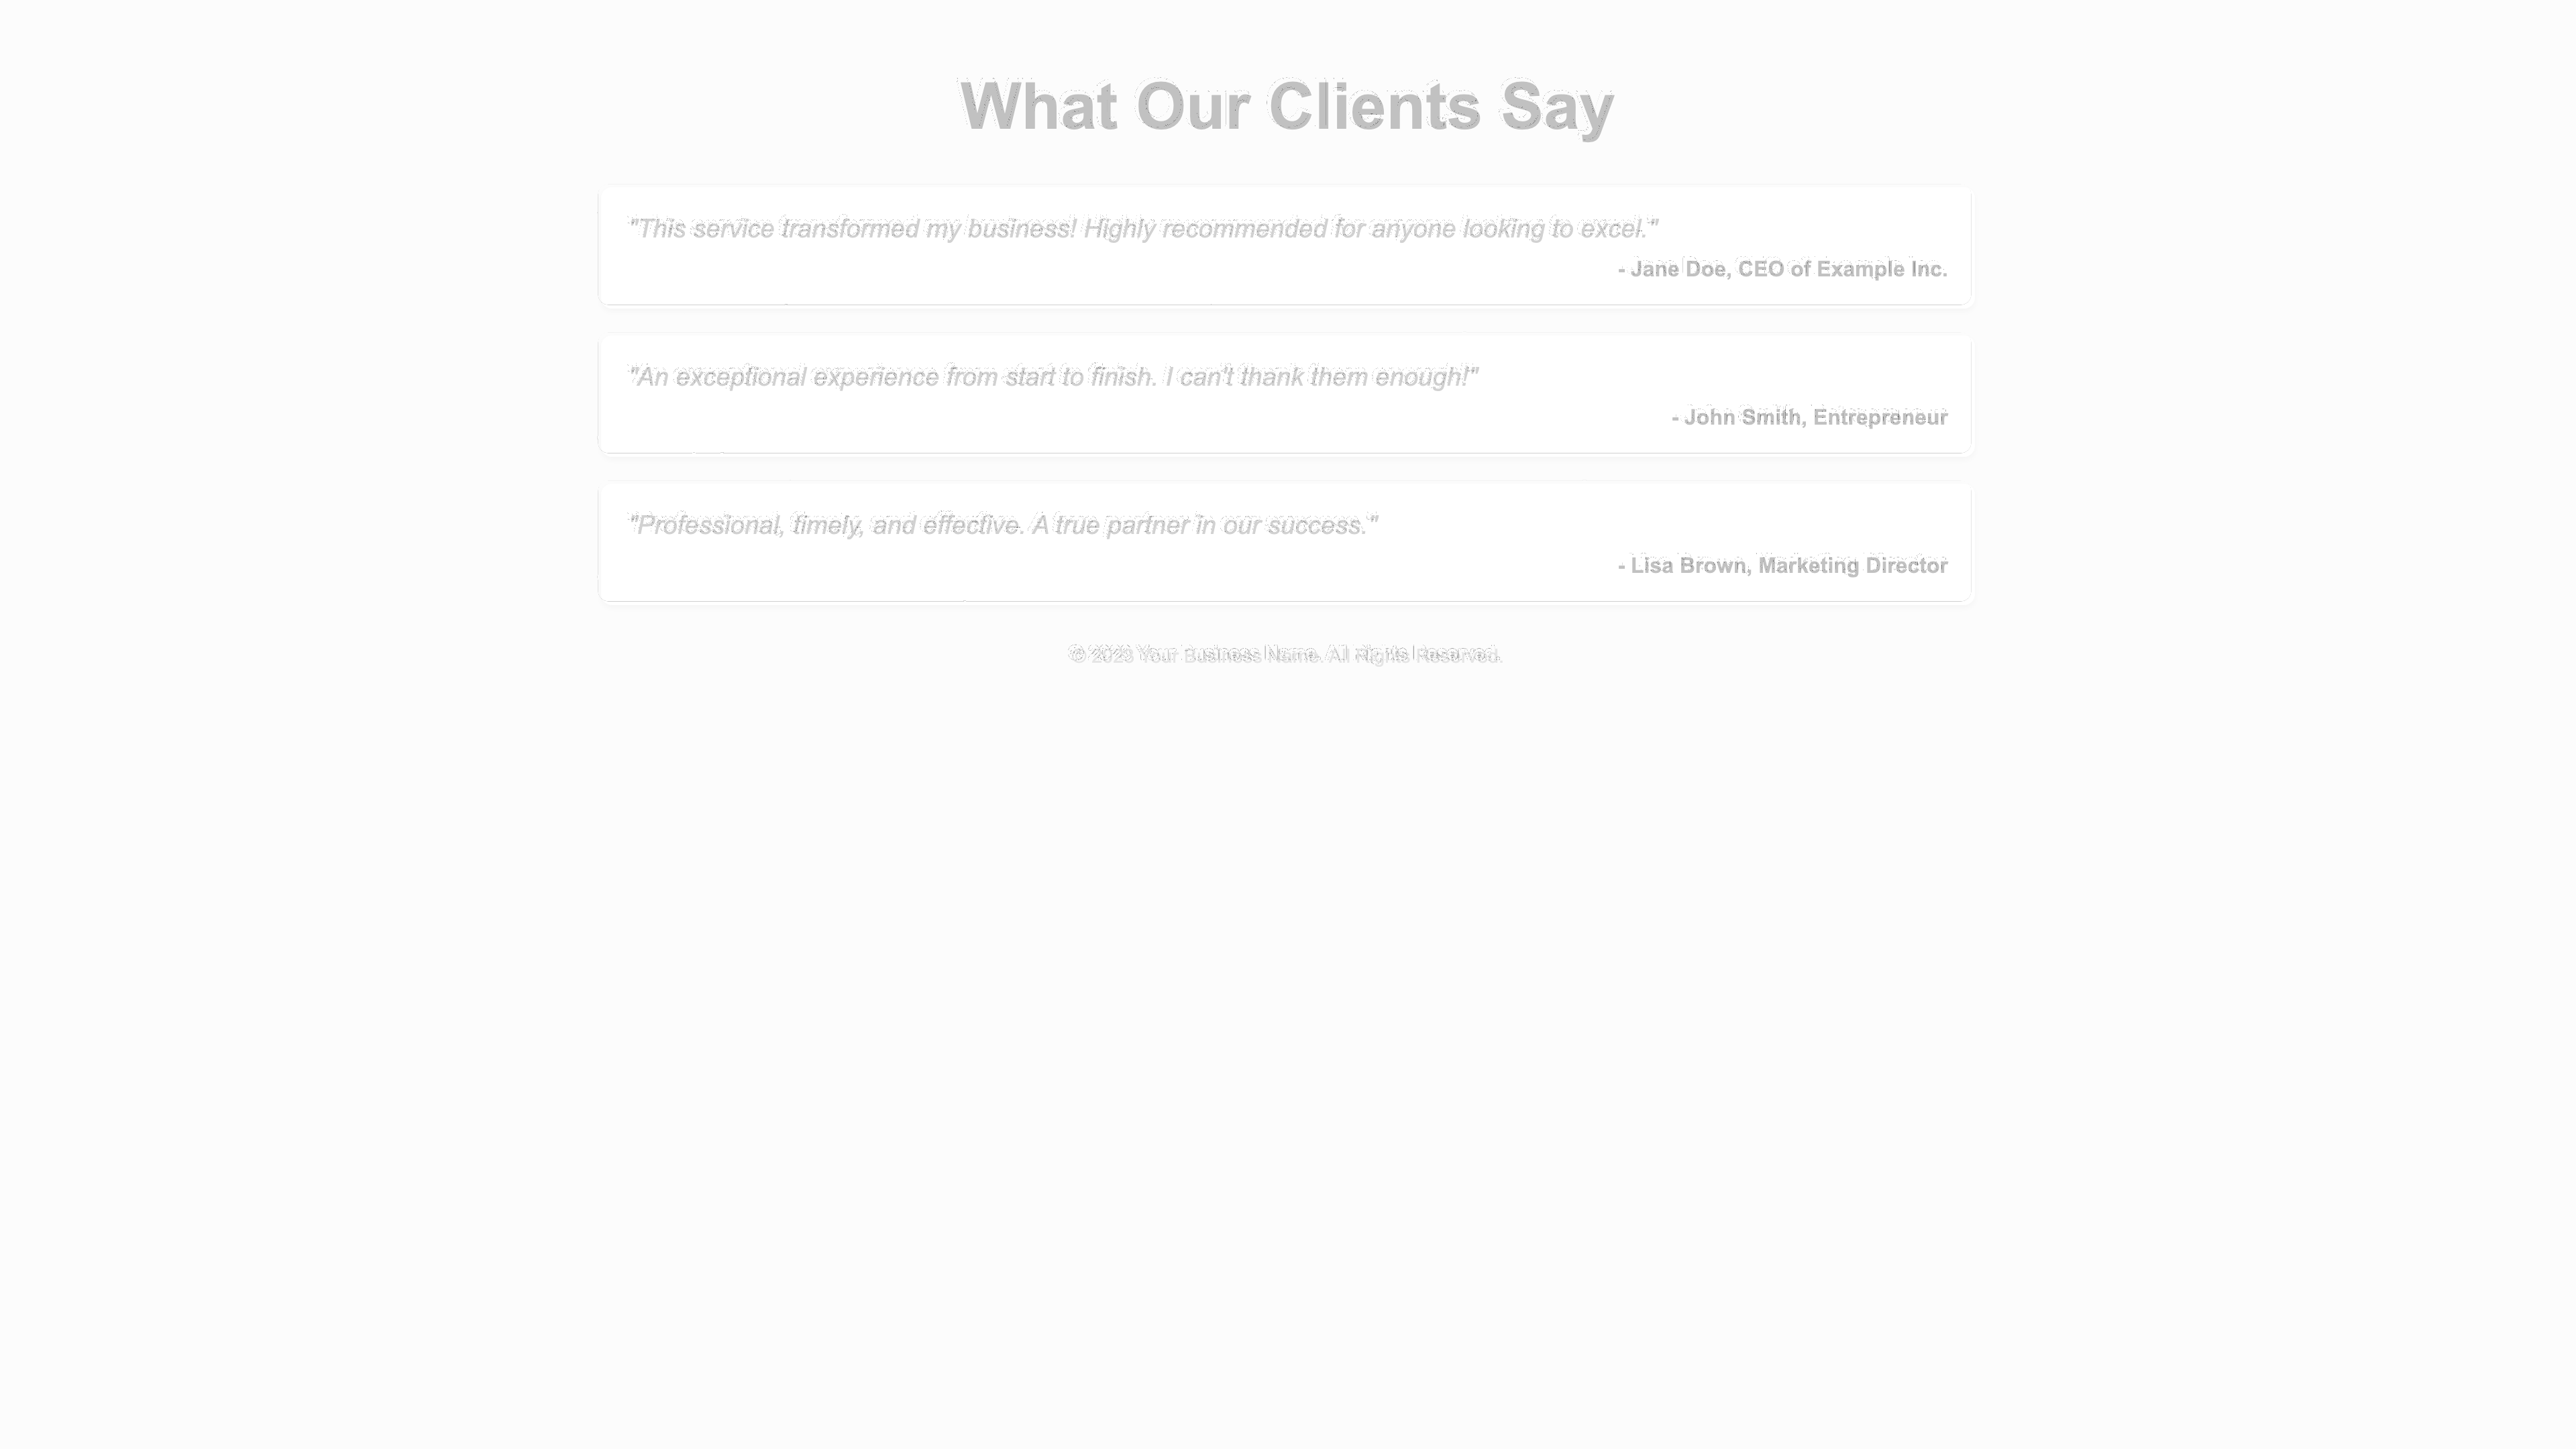 What Our Clients Say
"This service transformed my business! Highly recommended for anyone looking to excel."
- Jane Doe, CEO of Example Inc.
"An exceptional experience from start to finish. I can't thank them enough!"
- John Smith, Entrepreneur
"Professional, timely, and effective. A true partner in our success."
- Lisa Brown, Marketing Director
© 2023 Your Business Name. All Rights Reserved.